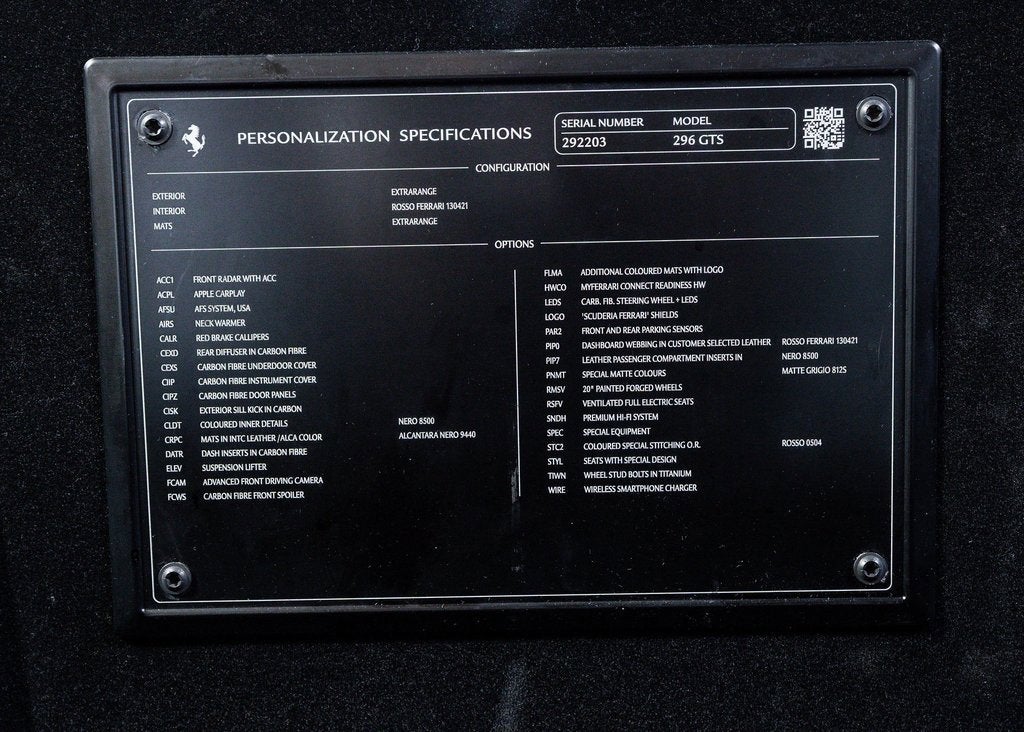 PERSONALIZATION SPECIFICATIONS
SERIAL NUMBER MODEL
292203 296 GTS
CONFIGURATION
EXTERIOR EXTRARANGE
INTERIOR ROSSO FERRARI 130421
MATS EXTRARANGE
OPTIONS
ACC1 FRONT RADAR WITH ACC
ACPL APPLE CARPLAY
AFSU AFS SYSTEM, USA
AIRS NECK WARMER
CALR RED BRAKE CALLIPERS
CEXD REAR DIFFUSER IN CARBON FIBRE
CEXS CARBON FIBRE UNDERDOOR COVER
CIIP CARBON FIBRE INSTRUMENT COVER
CIPZ CARBON FIBRE DOOR PANELS
CISK EXTERIOR SILL KICK IN CARBON
CLDT COLOURED INNER DETAILS NERO 8500
CRPC MATS IN INTC LEATHER /ALCA COLOR ALCANTARA NERO 9440
DATR DASH INSERTS IN CARBON FIBRE
ELEV SUSPENSION LIFTER
FCAM ADVANCED FRONT DRIVING CAMERA
FCWS CARBON FIBRE FRONT SPOILER
FLMA ADDITIONAL COLOURED MATS WITH LOGO
HWCO MYFERRARI CONNECT READINESS HW
LEDS CARB. FIB. STEERING WHEEL + LEDS
LOGO 'SCUDERIA FERRARI' SHIELDS
PAR2 FRONT AND REAR PARKING SENSORS
PIP0 DASHBOARD WEBBING IN CUSTOMER SELECTED LEATHER ROSSO FERRARI 130421
PIP7 LEATHER PASSENGER COMPARTMENT INSERTS IN NERO 8500
PNMT SPECIAL MATTE COLOURS MATTE GRIGIO 812S
RMSV 20" PAINTED FORGED WHEELS
RSFV VENTILATED FULL ELECTRIC SEATS
SNDH PREMIUM HI-FI SYSTEM
SPEC SPECIAL EQUIPMENT
STC2 COLOURED SPECIAL STITCHING O.R. ROSSO 0504
STYL SEATS WITH SPECIAL DESIGN
TIWN WHEEL STUD BOLTS IN TITANIUM
WIRE WIRELESS SMARTPHONE CHARGER